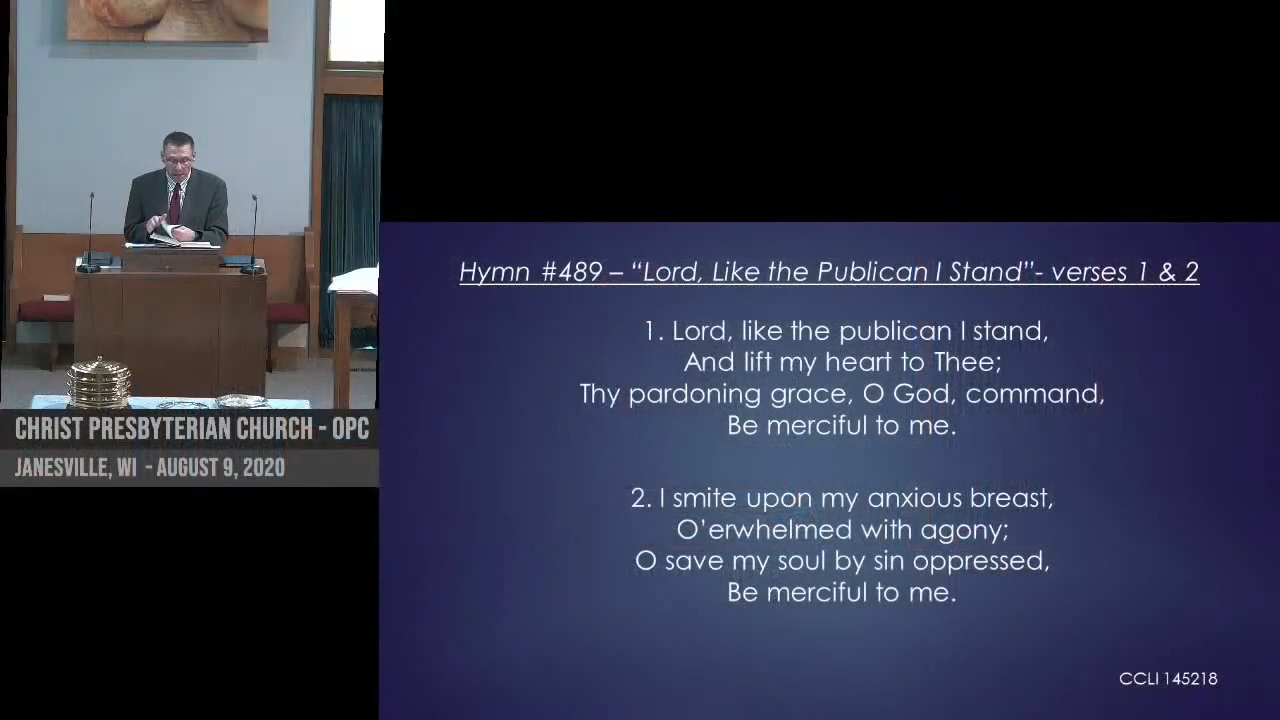 CHRIST PRESBYTERIAN CHURCH - OPC
JANESVILLE, WI - AUGUST 9, 2020
Hymn #489 – “Lord, Like the Publican I Stand”- verses 1 & 2
1. Lord, like the publican I stand,
And lift my heart to Thee;
Thy pardoning grace, O God, command,
Be merciful to me.
2. I smite upon my anxious breast,
O’erwhelmed with agony;
O save my soul by sin oppressed,
Be merciful to me.
CCLI 145218